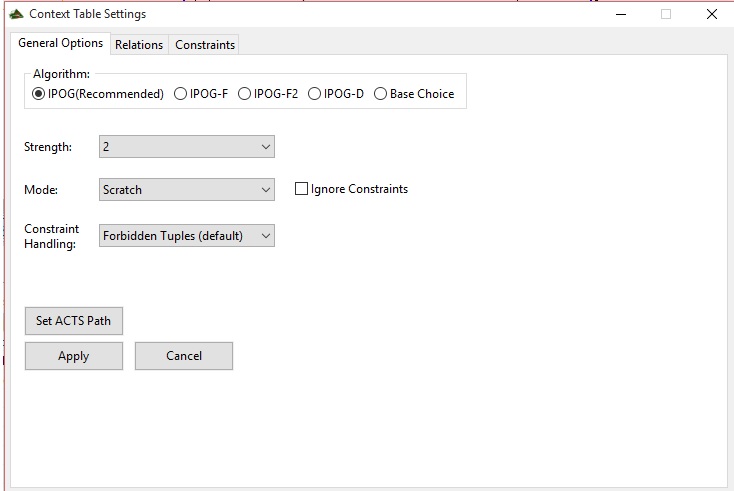 Context Table Settings
General Options Relations Constraints
Algorithm:
IPOG(Recommended) IPOG-F IPOG-F2 IPOG-D Base Choice
Strength: 2
Mode: Scratch Ignore Constraints
Constraint
Handling: Forbidden Tuples (default)
Set ACTS Path
Apply Cancel